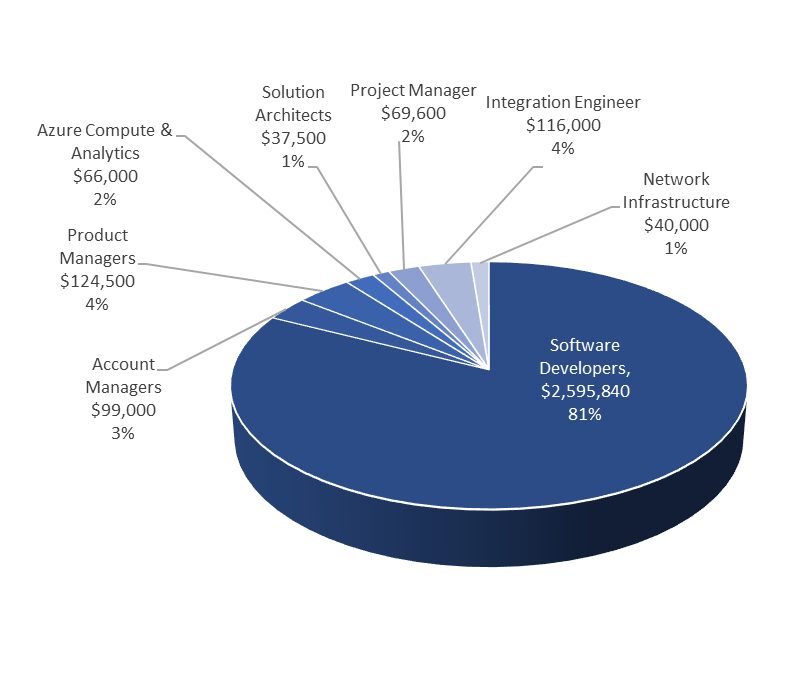 Solution
Architects
$37,500
1%
Project Manager
$69,600
2%
Integration Engineer
$116,000
4%
Azure Compute &
Analytics
$66,000
2%
Network
Infrastructure
$40,000
1%
Product
Managers
$124,500
4%
Account
Managers
$99,000
3%
Software
Developers,
$2,595,840
81%